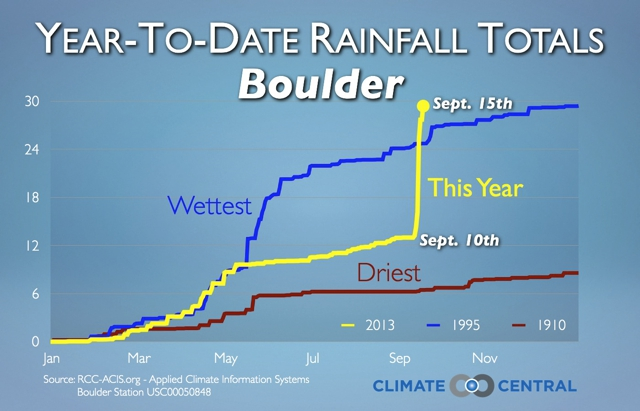 YEAR-TO-DATE RAINFALL TOTALS
Boulder
30
24
18
12
6
0
Sept. 15th
This Year
Wettest
Sept. 10th
Driest
2013 1995 1910
Jan Mar May Jul Sep Nov
Source: RCC-ACIS.org - Applied Climate Information Systems
Boulder Station USC00050848
CLIMATE CENTRAL